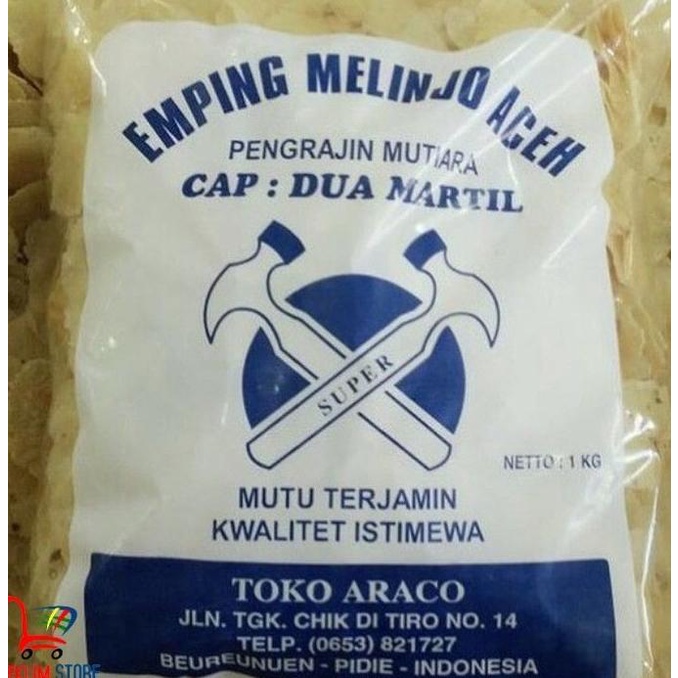 EMPING MELINJO ACEH
PENGRAJIN MUTIARA
CAP : DUA MARTIL
SUPER
NETTO : 1 KG
MUTU TERJAMIN
KWALITET ISTIMEWA
TOKO ARACO
JLN. TGK. CHIK DI TIRO NO. 14
TELP. (0653) 821727
BEUREUNUEN - PIDIE - INDONESIA
STORE